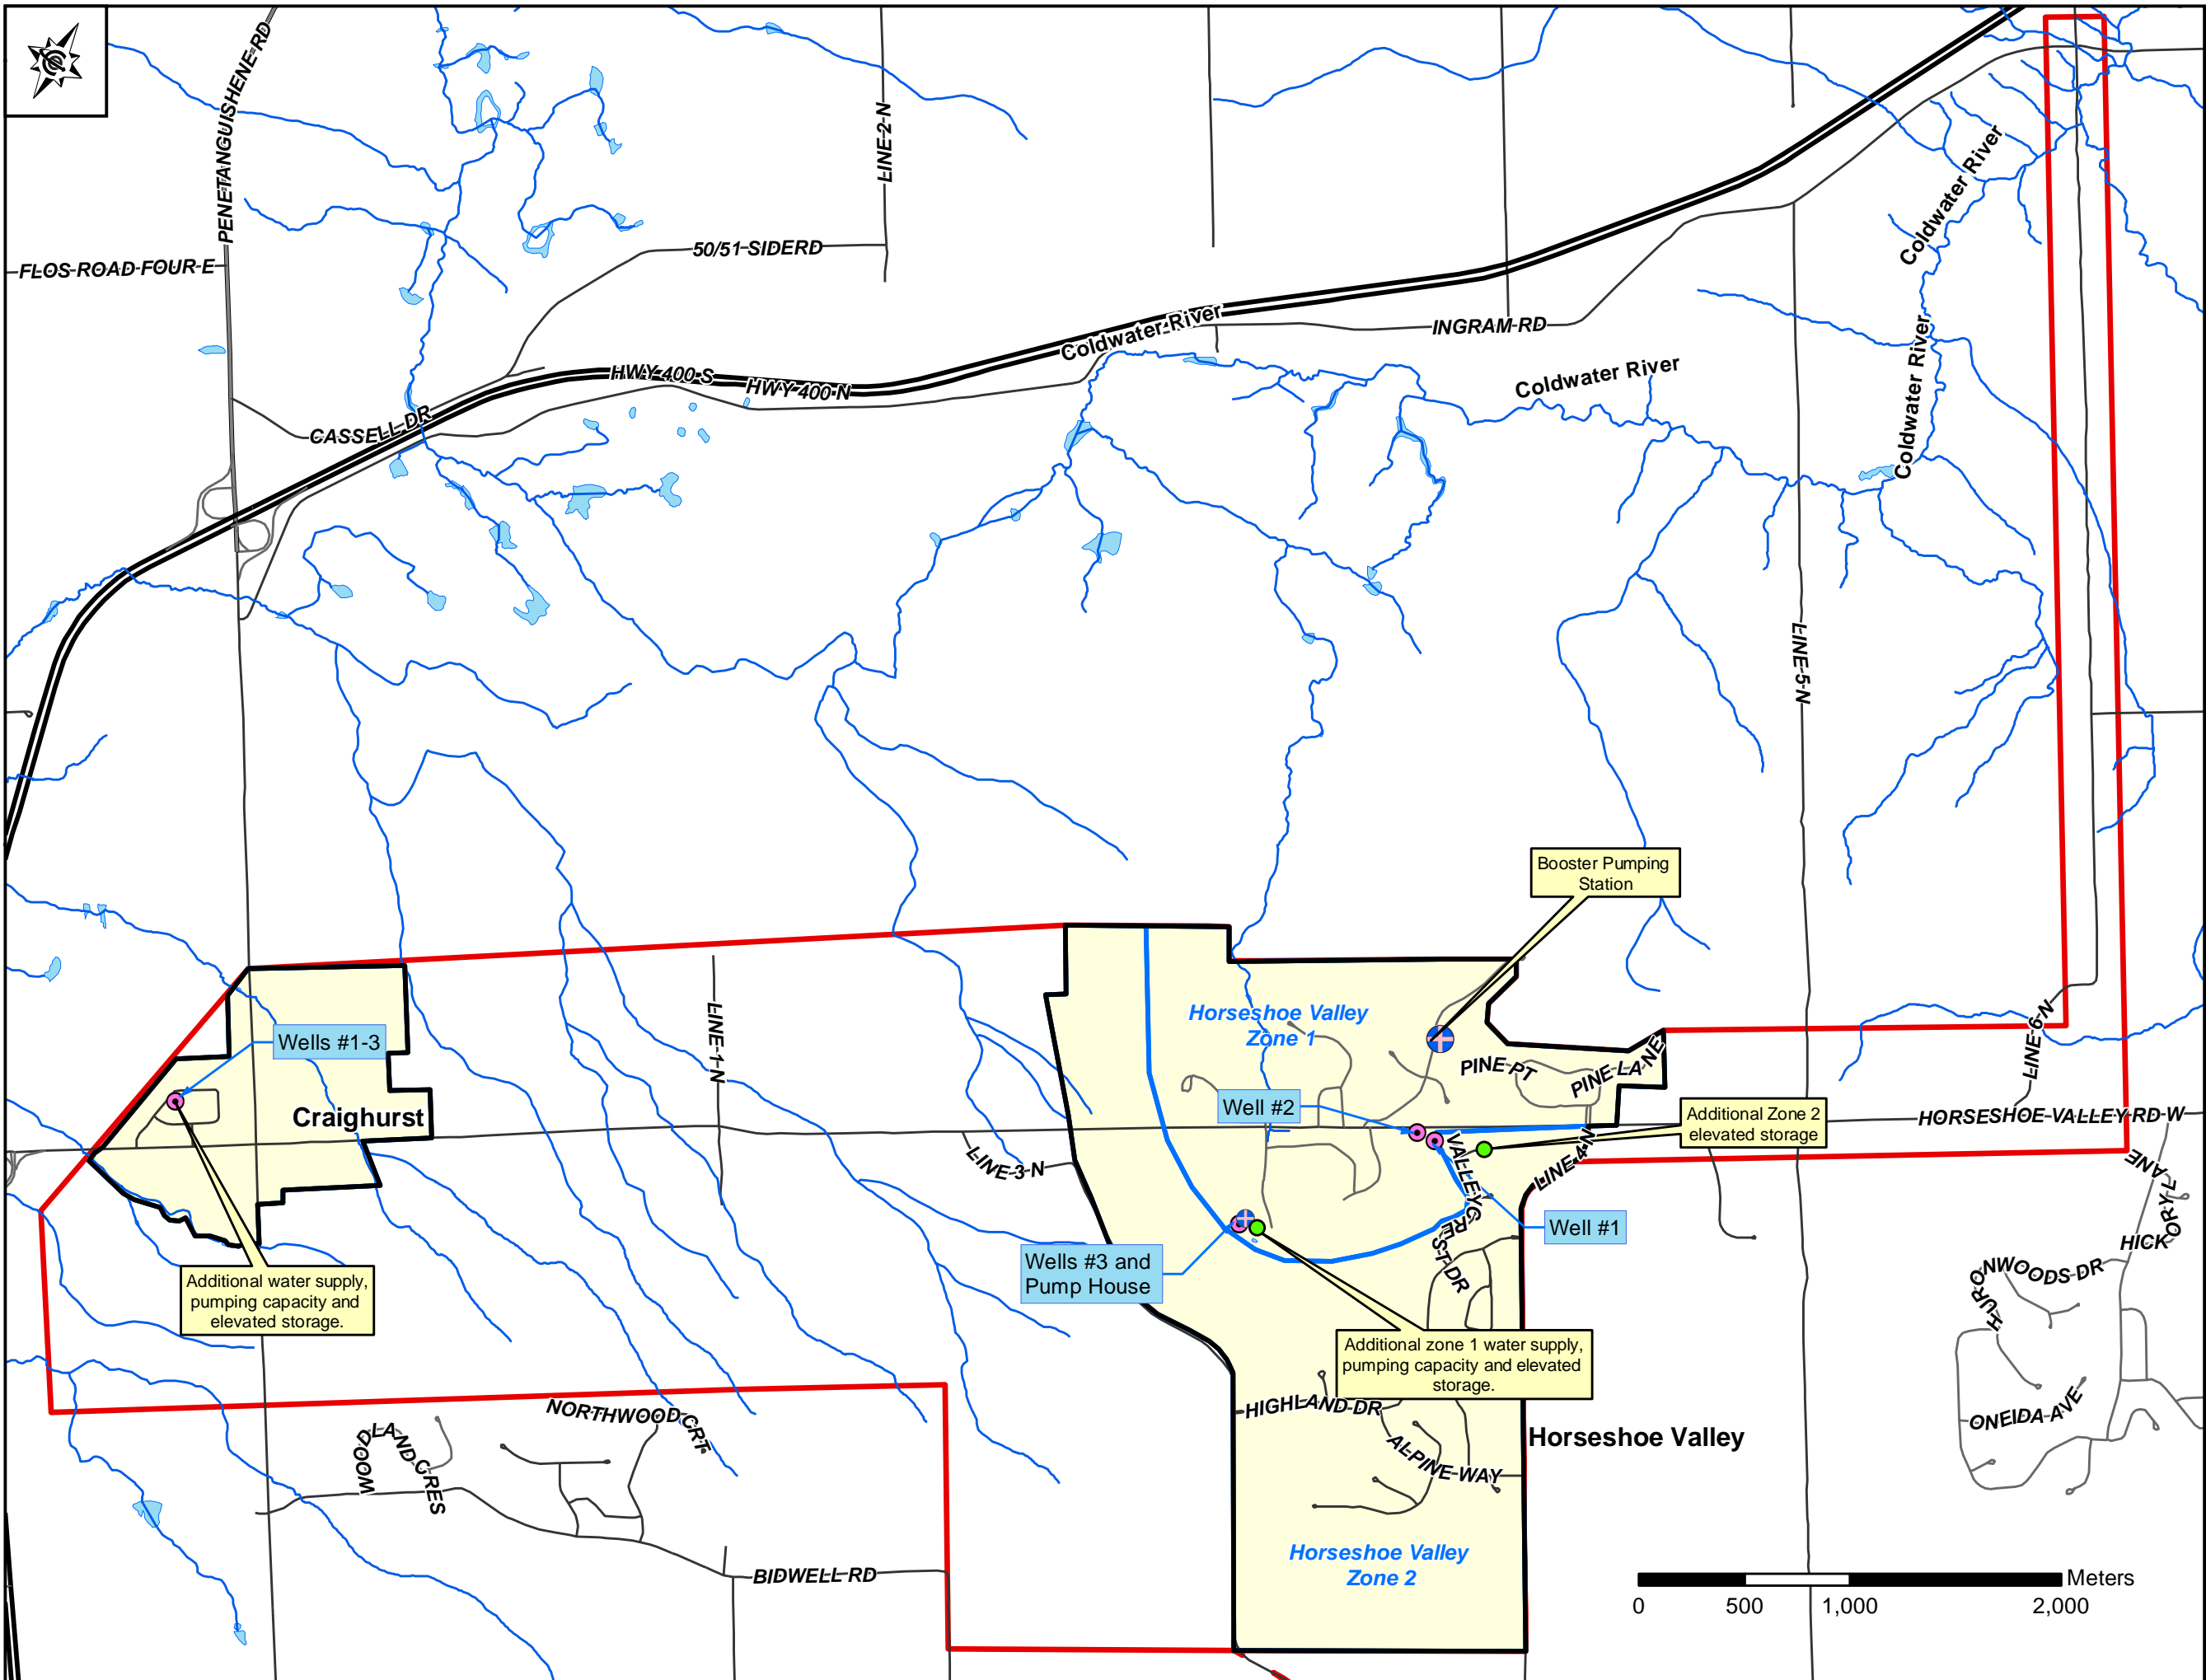 PENETANGUISHENE RD
LINE 2 N
FLOS ROAD FOUR E
50/51 SIDERD
Coldwater River
Coldwater River
INGRAM RD
Coldwater River
Coldwater River
HWY 400 S
HWY 400 N
CASSELL DR
LINE 5 N
Booster Pumping
Station
Wells #1-3
Craighurst
LINE 1 N
Horseshoe Valley
Zone 1
PINE PT
PINE LANE
LINE 6 N
Well #2
Additional Zone 2
elevated storage
HORSESHOE VALLEY RD W
LINE 3 N
VALLEYCREST DR
LINE 4 N
Well #1
HICKORY LANE
Wells #3 and
Pump House
Additional water supply,
pumping capacity and
elevated storage.
HURONWOODS DR
Additional zone 1 water supply,
pumping capacity and elevated
storage.
HIGHLAND DR
ONEIDA AVE
NORTHWOOD CRT
WOODLAND CRES
ALPINE WAY
Horseshoe Valley
Horseshoe Valley
Zone 2
BIDWELL RD
Meters
0 500 1,000 2,000